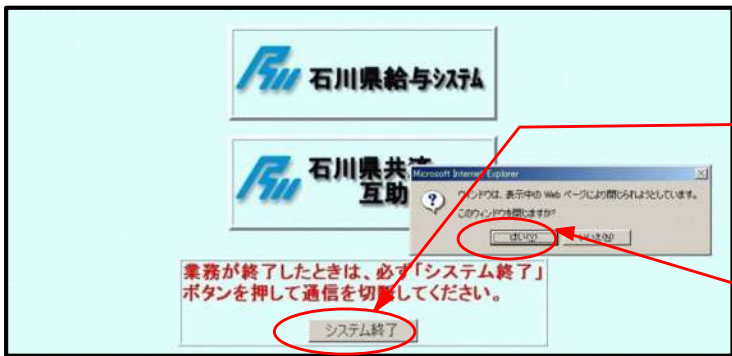 石川県給与システム
石川県共済
互助
Microsoft Internet Explorer
ウィンドウは、表示中の Web ページにより閉じられようとしています。
このウィンドウを閉じますか?
はい(Y)
いいえ(N)
業務が終了したときは、必ず「システム終了」
ボタンを押して通信を切断してください。
システム終了